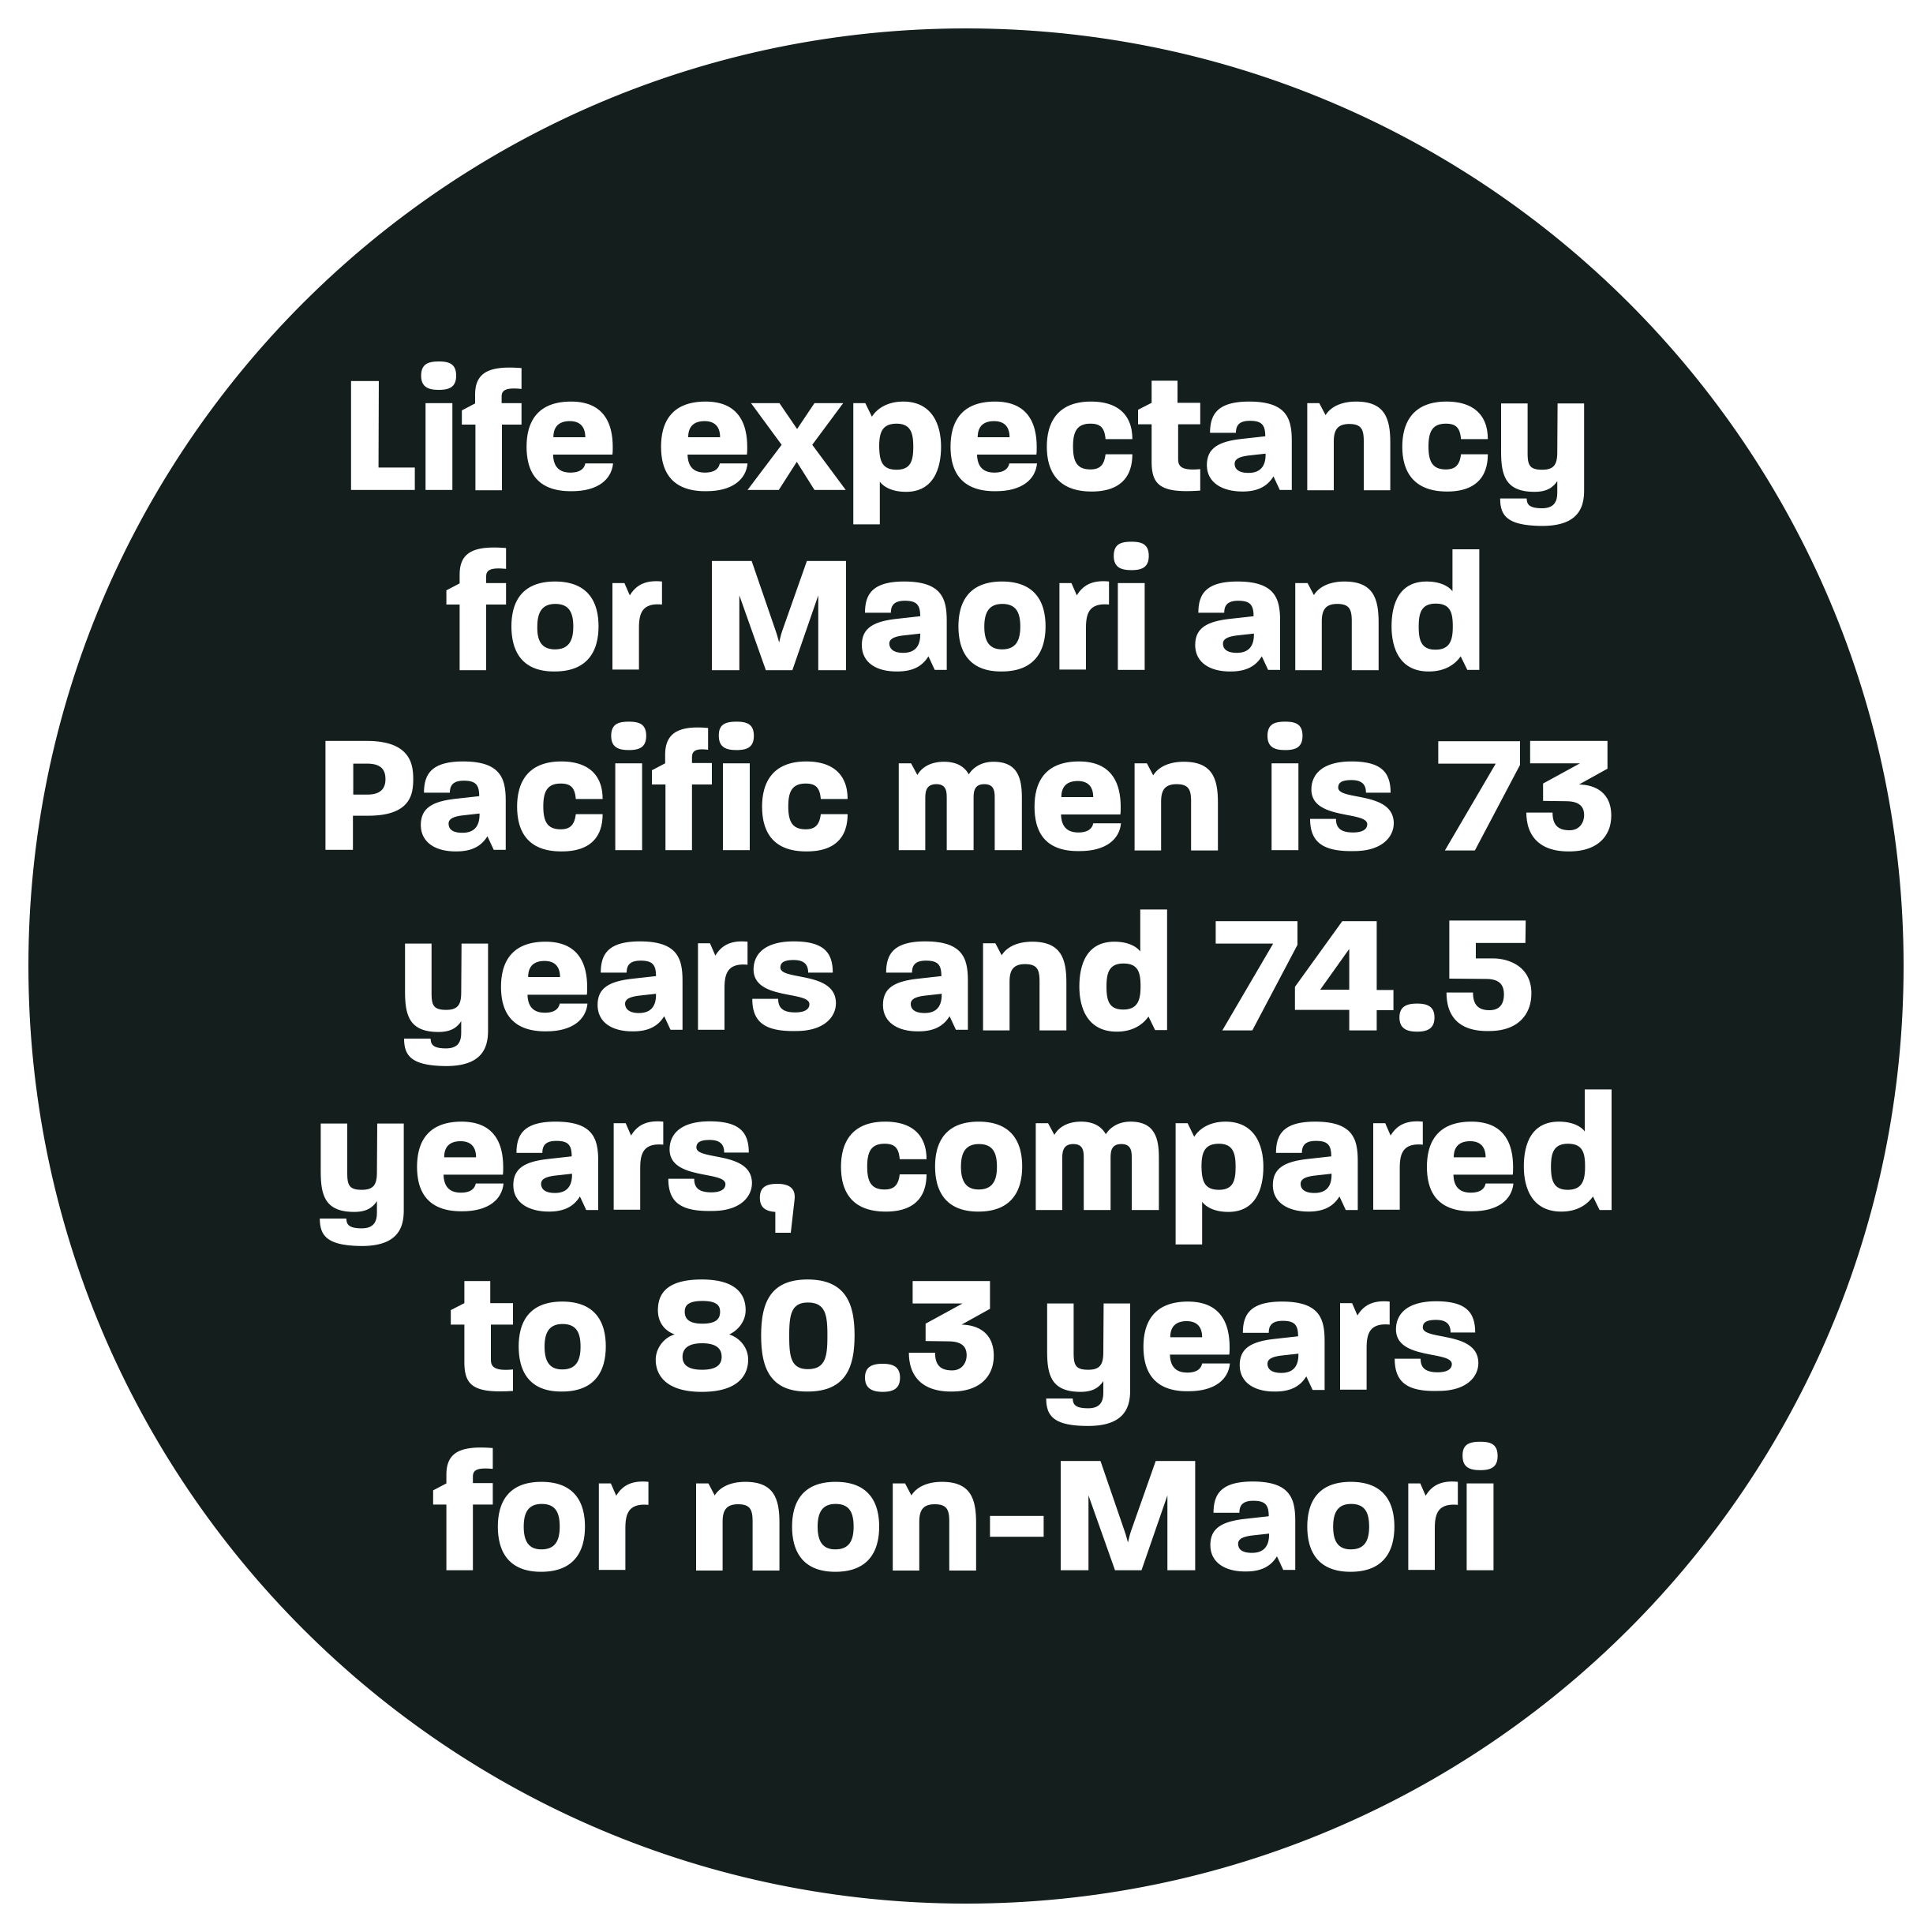 Life expectancy
for Maori and
Pacific men is 73
years and 74.5
years compared
to 80.3 years
for non-Maori